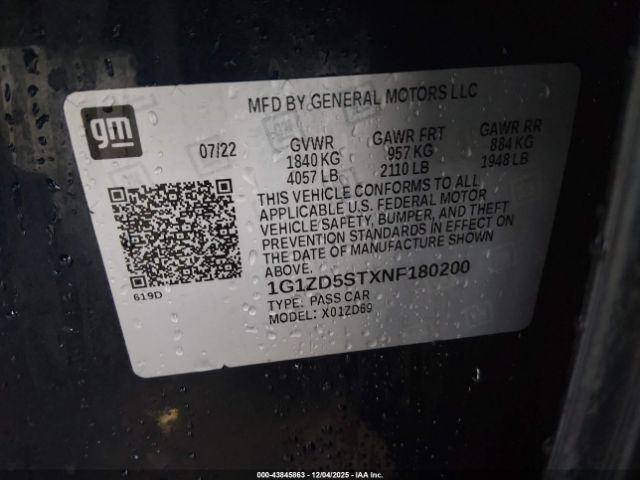 gm
MFD BY GENERAL MOTORS LLC
07/22 GVWR GAWR FRT GAWR RR
1840 KG 957 KG 884 KG
4057 LB 2110 LB 1948 LB
THIS VEHICLE CONFORMS TO ALL
APPLICABLE U.S. FEDERAL MOTOR
VEHICLE SAFETY, BUMPER, AND THEFT
PREVENTION STANDARDS IN EFFECT ON
THE DATE OF MANUFACTURE SHOWN
ABOVE.
619D
1G1ZD5STXNF180200
TYPE: PASS CAR
MODEL: X01ZD69
000-43845863 | 12/04/2025 | IAA Inc.